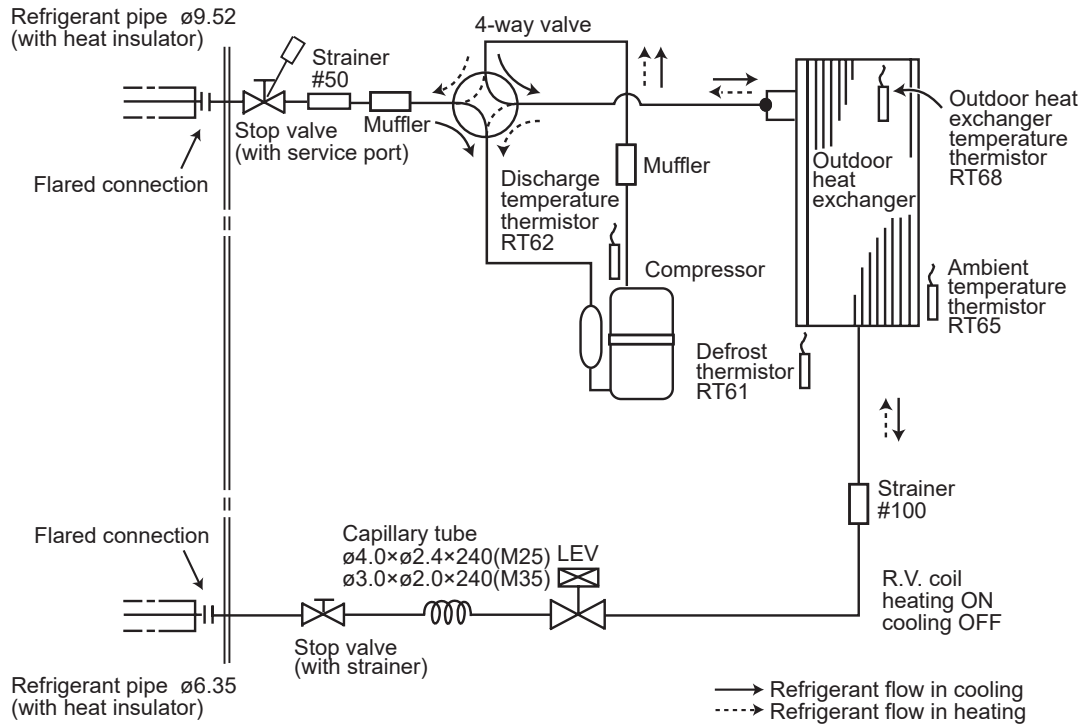 Refrigerant pipe ø9.52
(with heat insulator)
4-way valve
Strainer
#50
Stop valve
(with service port)
Muffler
Flared connection
Muffler
Discharge
temperature
thermistor
RT62
Compressor
Outdoor
heat
exchanger
Outdoor heat
exchanger
temperature
thermistor
RT68
Ambient
temperature
thermistor
RT65
Defrost
thermistor
RT61
Strainer
#100
Flared connection
Capillary tube
ø4.0×ø2.4×240(M25)
ø3.0×ø2.0×240(M35)
LEV
R.V. coil
heating ON
cooling OFF
Stop valve
(with strainer)
Refrigerant pipe ø6.35
(with heat insulator)
Refrigerant flow in cooling
Refrigerant flow in heating